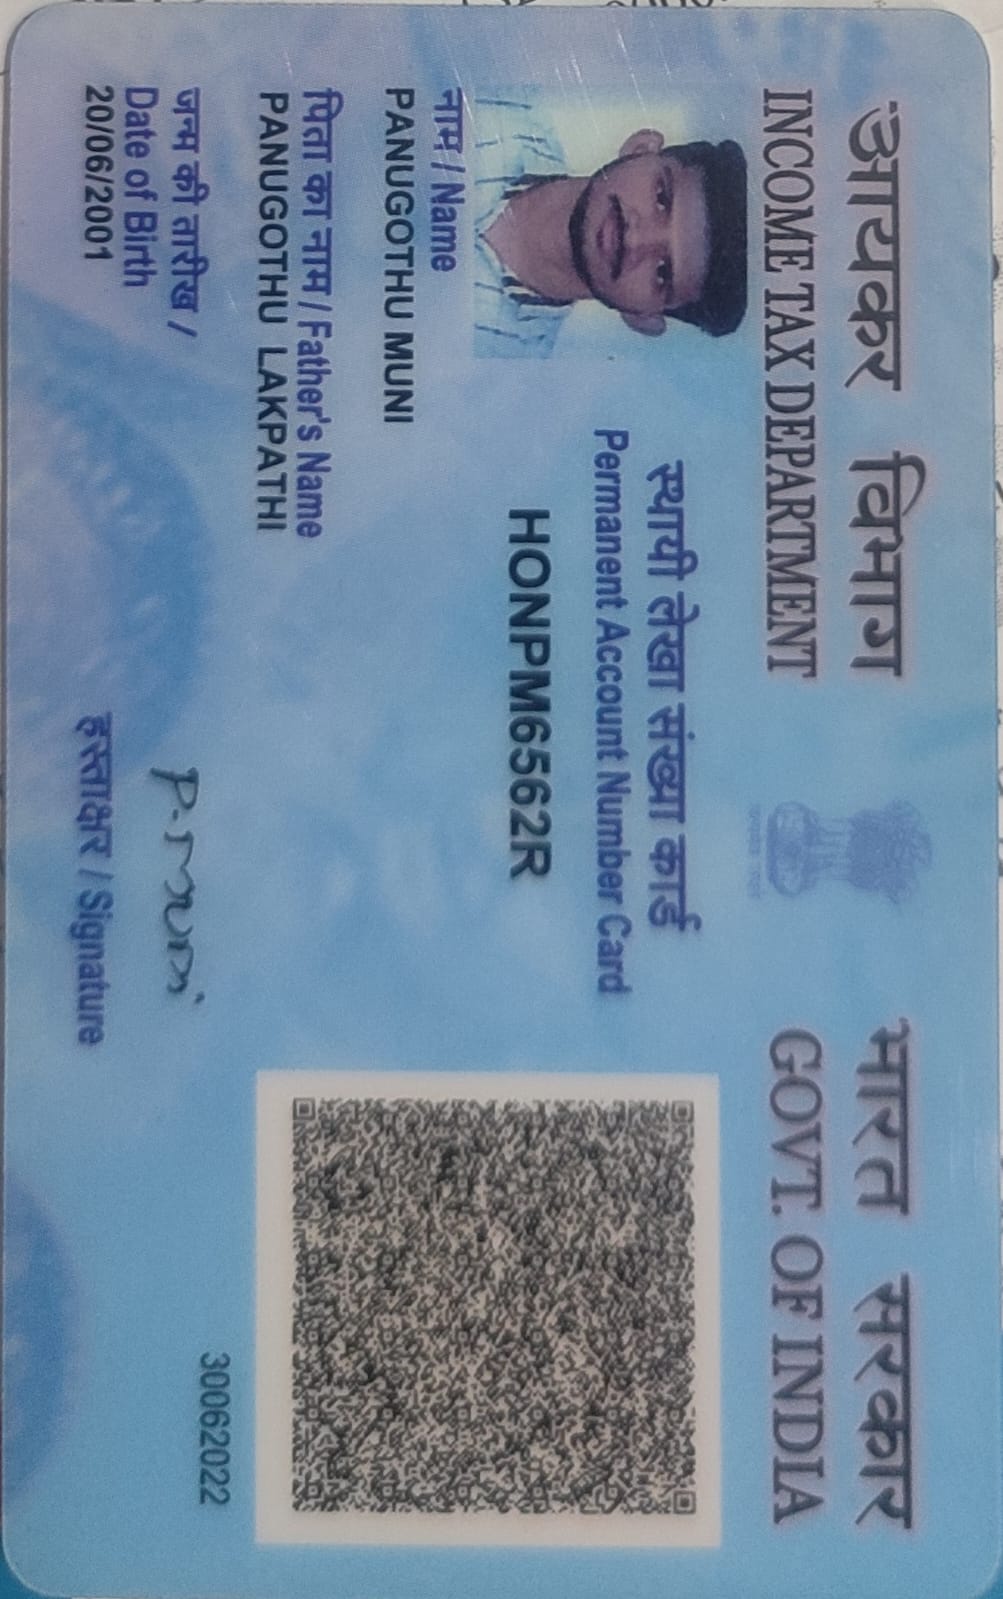 आयकर विभाग
INCOME TAX DEPARTMENT
भारत सरकार
GOVT. OF INDIA
स्थायी लेखा संख्या कार्ड
Permanent Account Number Card
HONPM6562R
नाम / Name
PANUGOTHU MUNI
पिता का नाम / Father's Name
PANUGOTHU LAKPATHI
जन्म की तारीख /
Date of Birth
20/06/2001
P.Muni
हस्ताक्षर / Signature
30062022